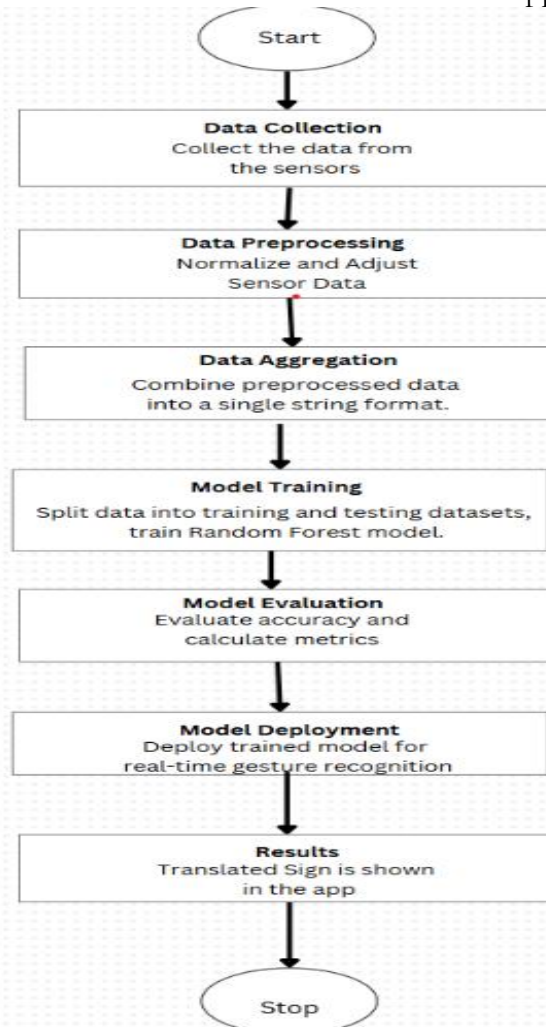 Start
Data Collection
Collect the data from
the sensors
Data Preprocessing
Normalize and Adjust
Sensor Data
Data Aggregation
Combine preprocessed data
into a single string format.
Model Training
Split data into training and testing datasets,
train Random Forest model.
Model Evaluation
Evaluate accuracy and
calculate metrics
Model Deployment
Deploy trained model for
real-time gesture recognition
Results
Translated Sign is shown
in the app
Stop